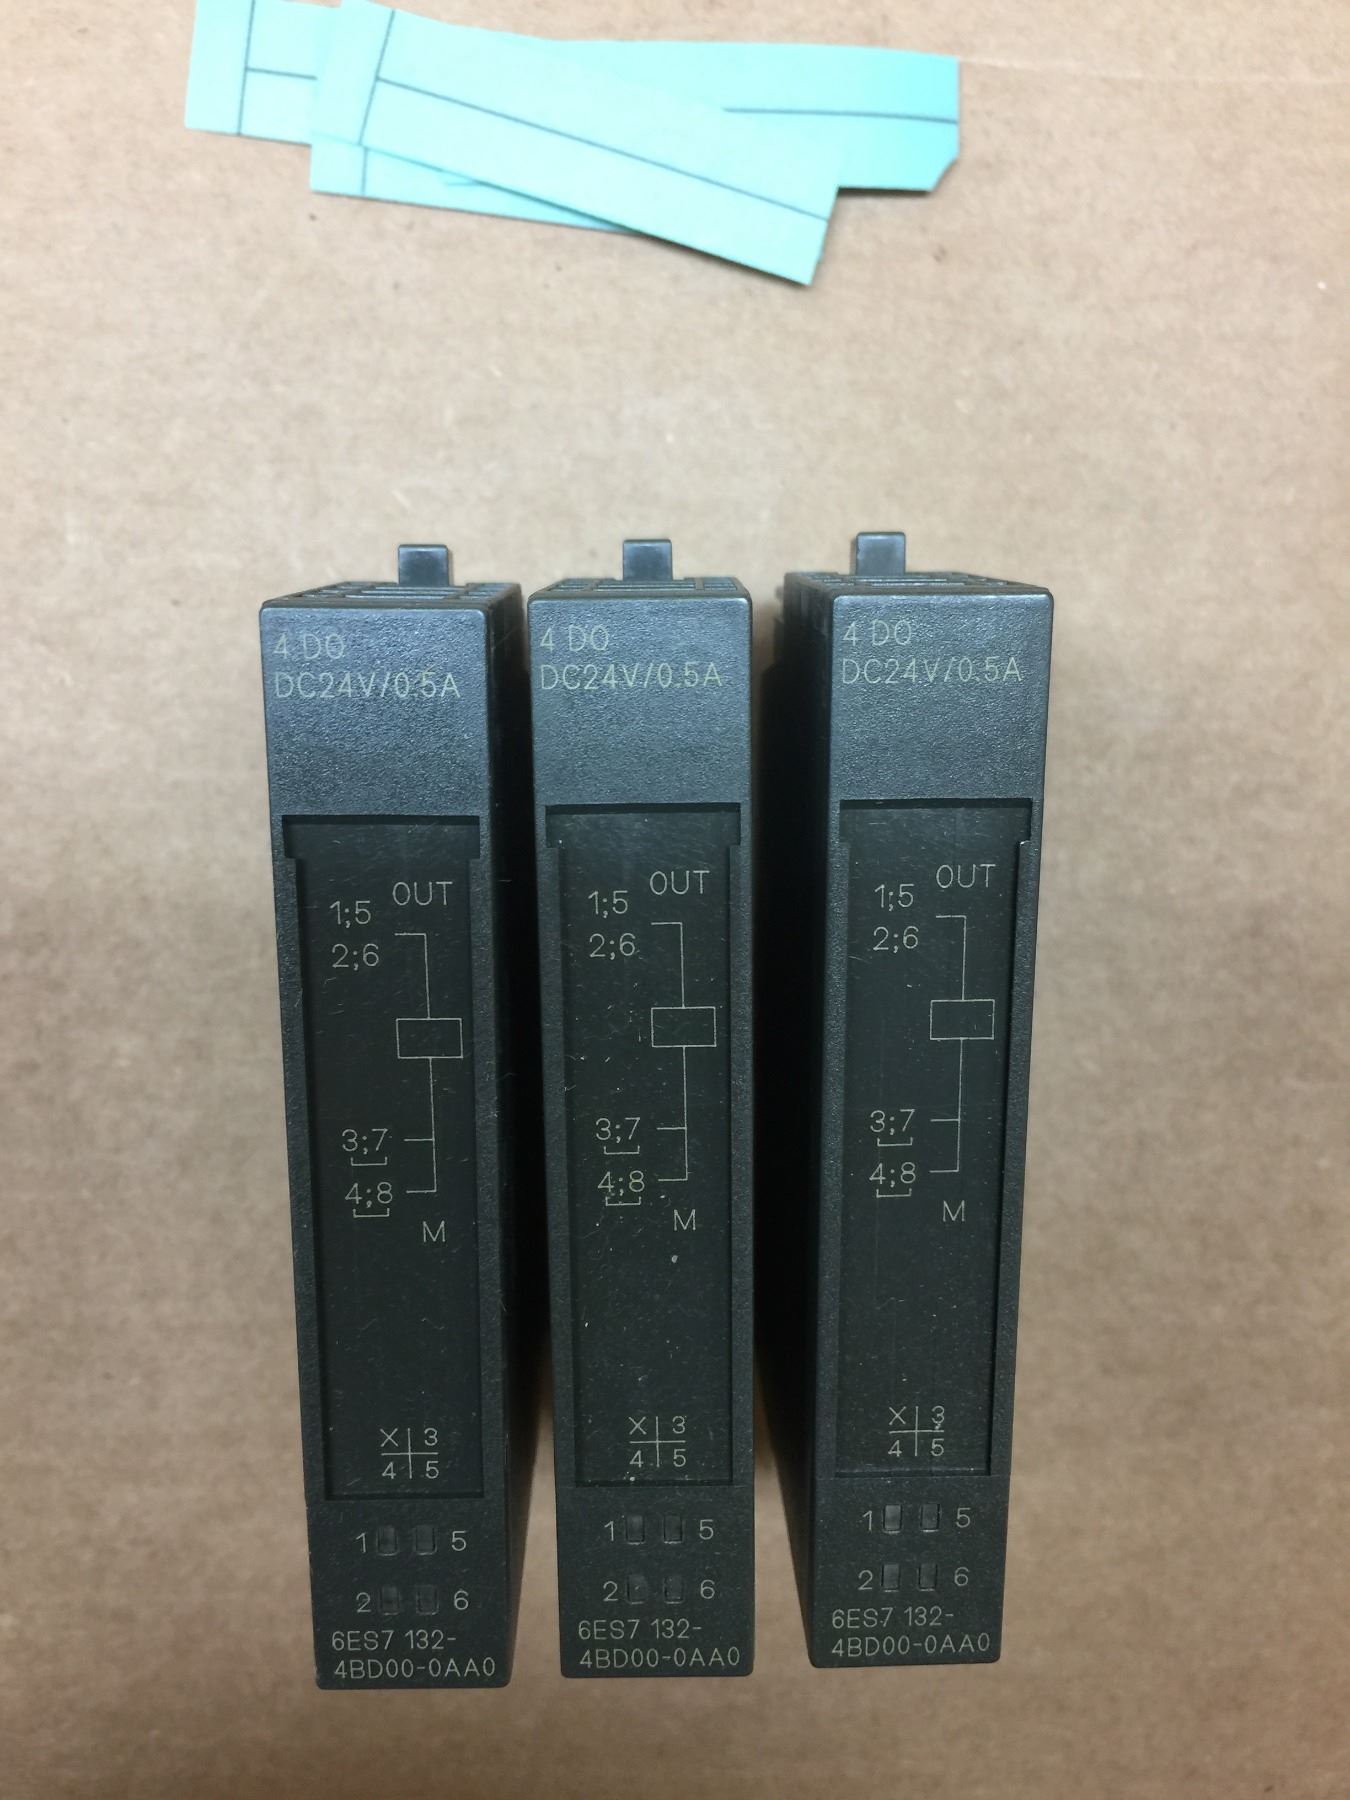 4 DO
DC24V/0.5A
OUT
1;5
2;6
3;7
4;8
M
X 3
4 5
1 5
2 6
6ES7 132-
4BD00-0AA0
4 DO
DC24V/0.5A
OUT
1;5
2;6
3;7
4;8
M
X 3
4 5
1 5
2 6
6ES7 132-
4BD00-0AA0
4 DO
DC24V/0.5A
OUT
1;5
2;6
3;7
4;8
M
X 3
4 5
1 5
2 6
6ES7 132-
4BD00-0AA0